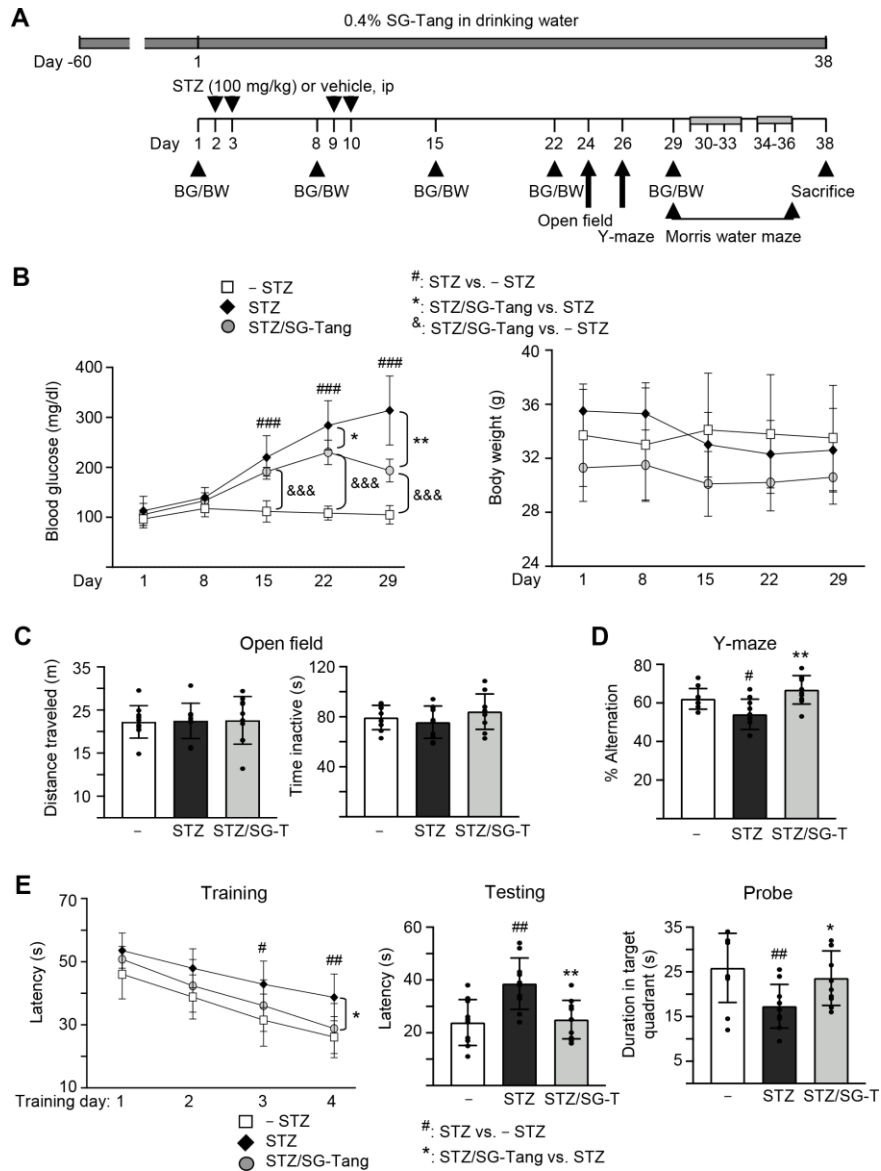 A
0.4% SG-Tang in drinking water
Day -60 1 38
STZ (100 mg/kg) or vehicle, ip
Day 1 2 3 8 9 10 15 22 24 26 29 30-33 34-36 38
BG/BW BG/BW BG/BW BG/BW BG/BW Sacrifice
Open field
Y-maze Morris water maze
B
– STZ
STZ
STZ/SG-Tang
#: STZ vs. – STZ
*: STZ/SG-Tang vs. STZ
&: STZ/SG-Tang vs. – STZ
Blood glucose (mg/dl)
400
300
200
100
### ### ###
* **
&&& &&& &&&
Day 1 8 15 22 29
Body weight (g)
36
32
28
24
Day 1 8 15 22 29
C
Open field
Distance traveled (m)
35
25
15
10
– STZ STZ/SG-T
Time inactive (s)
120
80
40
– STZ STZ/SG-T
D
Y-maze
% Alternation
80
60
40
# **
– STZ STZ/SG-T
E
Training
Latency (s)
70
50
30
10
# ##
*
Training day: 1 2 3 4
– STZ
STZ
STZ/SG-Tang
Testing
Latency (s)
60
40
20
0
## **
– STZ STZ/SG-T
Probe
Duration in target
quadrant (s)
35
25
15
5
## *
– STZ STZ/SG-T
#: STZ vs. – STZ
*: STZ/SG-Tang vs. STZ